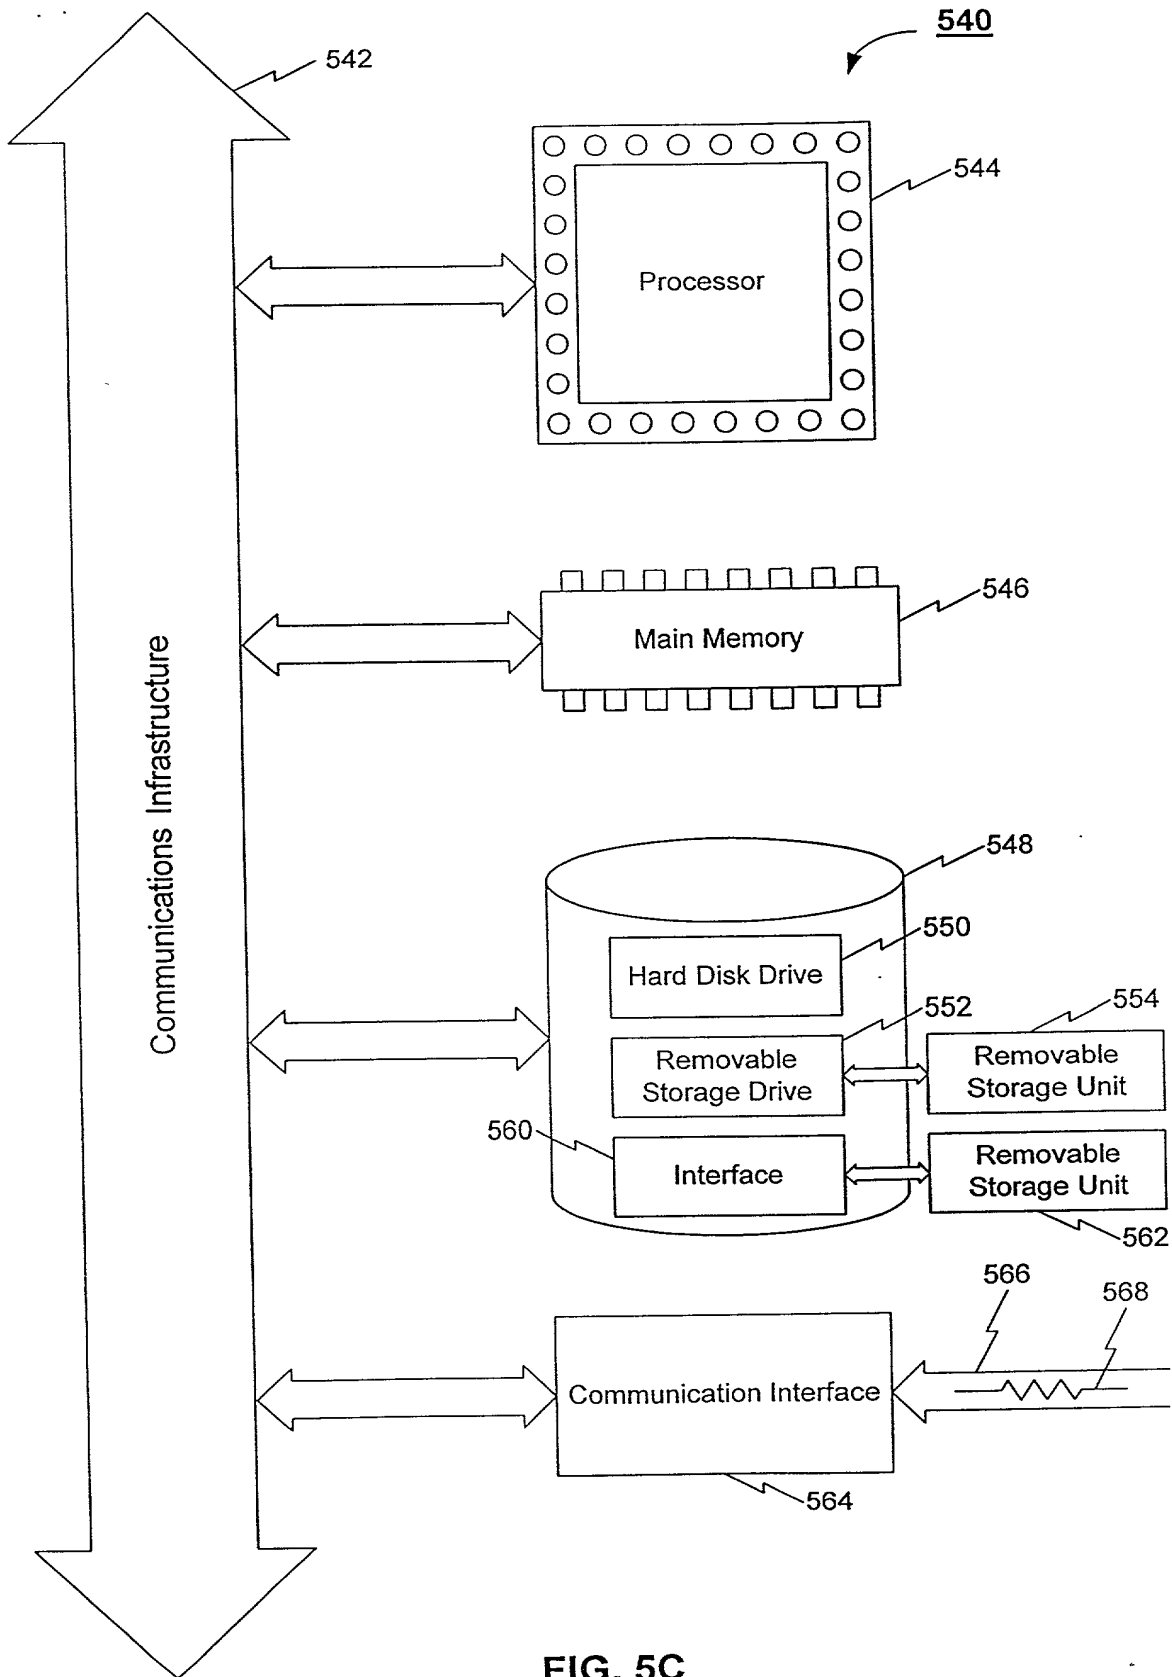 540
542
544
Processor
546
Main Memory
Communications Infrastructure
548
550
Hard Disk Drive
552
554
Removable
Storage Drive
Removable
Storage Unit
560
Interface
Removable
Storage Unit
562
566
568
Communication Interface
564
FIG. 5C